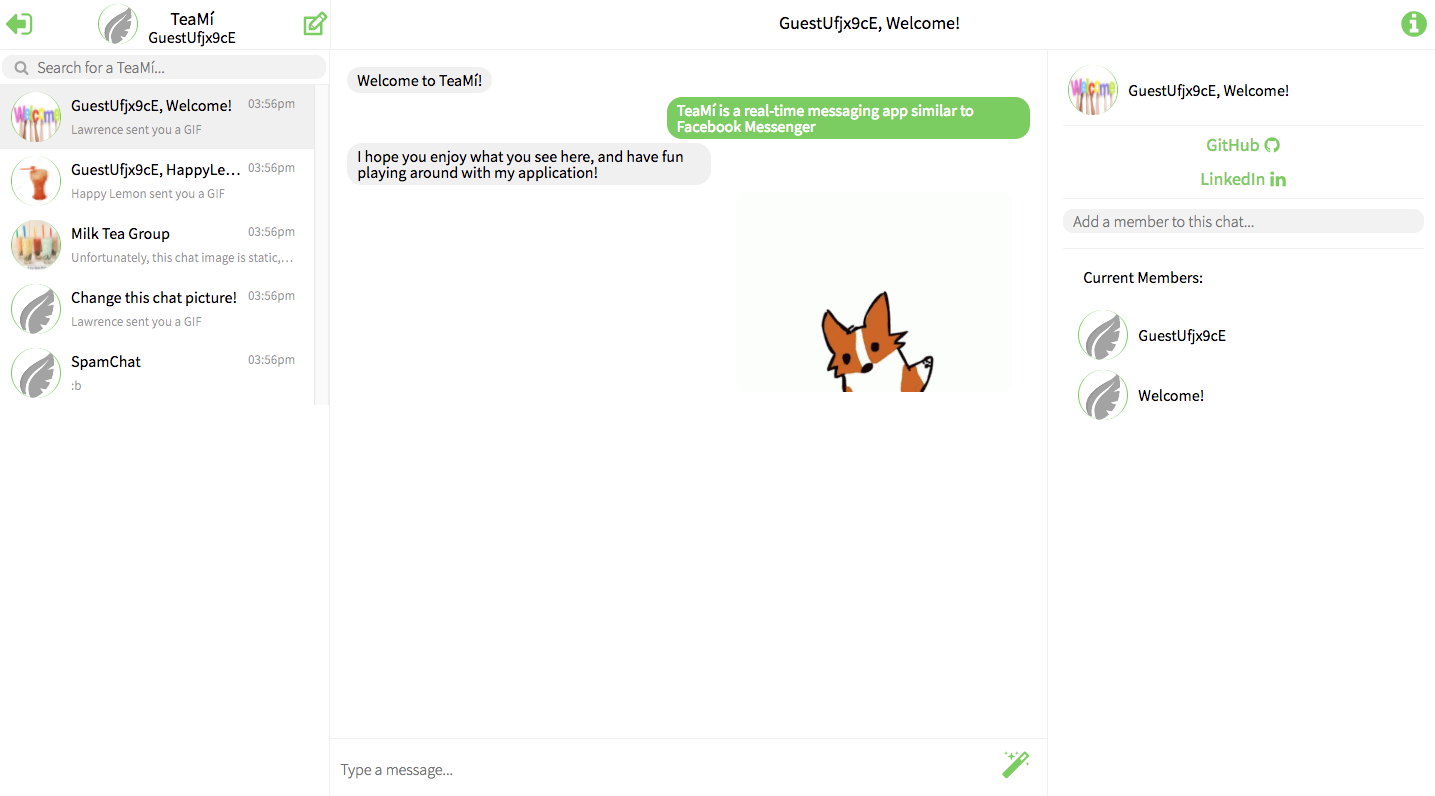 TeaMí
GuestUfjx9cE
GuestUfjx9cE, Welcome!
Search for a TeaMí...
GuestUfjx9cE, Welcome!
03:56pm
Lawrence sent you a GIF
GuestUfjx9cE, HappyLe...
03:56pm
Happy Lemon sent you a GIF
Milk Tea Group
03:56pm
Unfortunately, this chat image is static,...
Change this chat picture!
03:56pm
Lawrence sent you a GIF
SpamChat
03:56pm
:b
Welcome to TeaMí!
TeaMí is a real-time messaging app similar to
Facebook Messenger
I hope you enjoy what you see here, and have fun
playing around with my application!
Type a message...
Welcome
GuestUfjx9cE, Welcome!
GitHub
LinkedIn in
Add a member to this chat...
Current Members:
GuestUfjx9cE
Welcome!